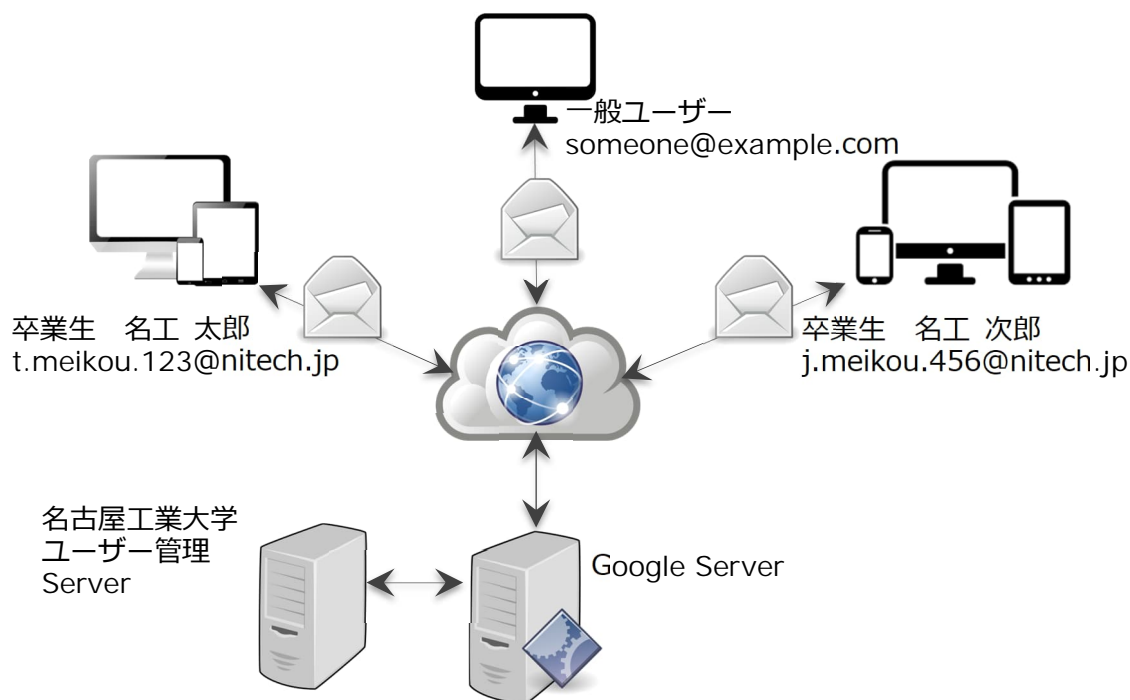 一般ユーザー
someone@example.com
卒業生　名工 太郎
t.meikou.123@nitech.jp
卒業生　名工 次郎
j.meikou.456@nitech.jp
名古屋工業大学
ユーザー管理
Server
Google Server